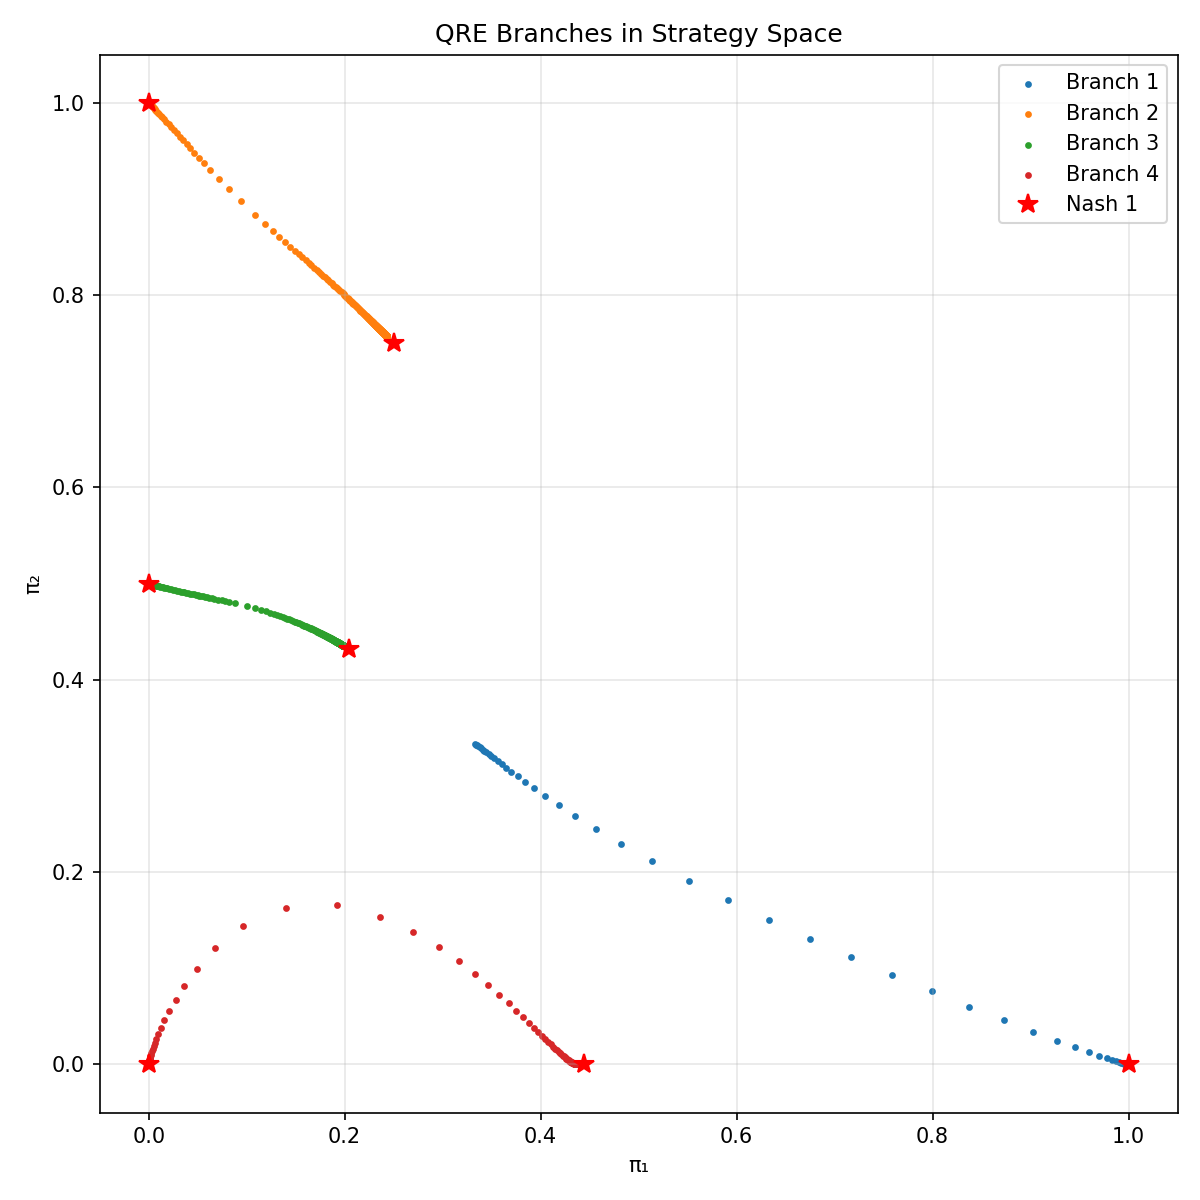 QRE Branches in Strategy Space
Branch 1
Branch 2
Branch 3
Branch 4
Nash 1
π₂
1.0
0.8
0.6
0.4
0.2
0.0
0.0 0.2 0.4 0.6 0.8 1.0
π₁